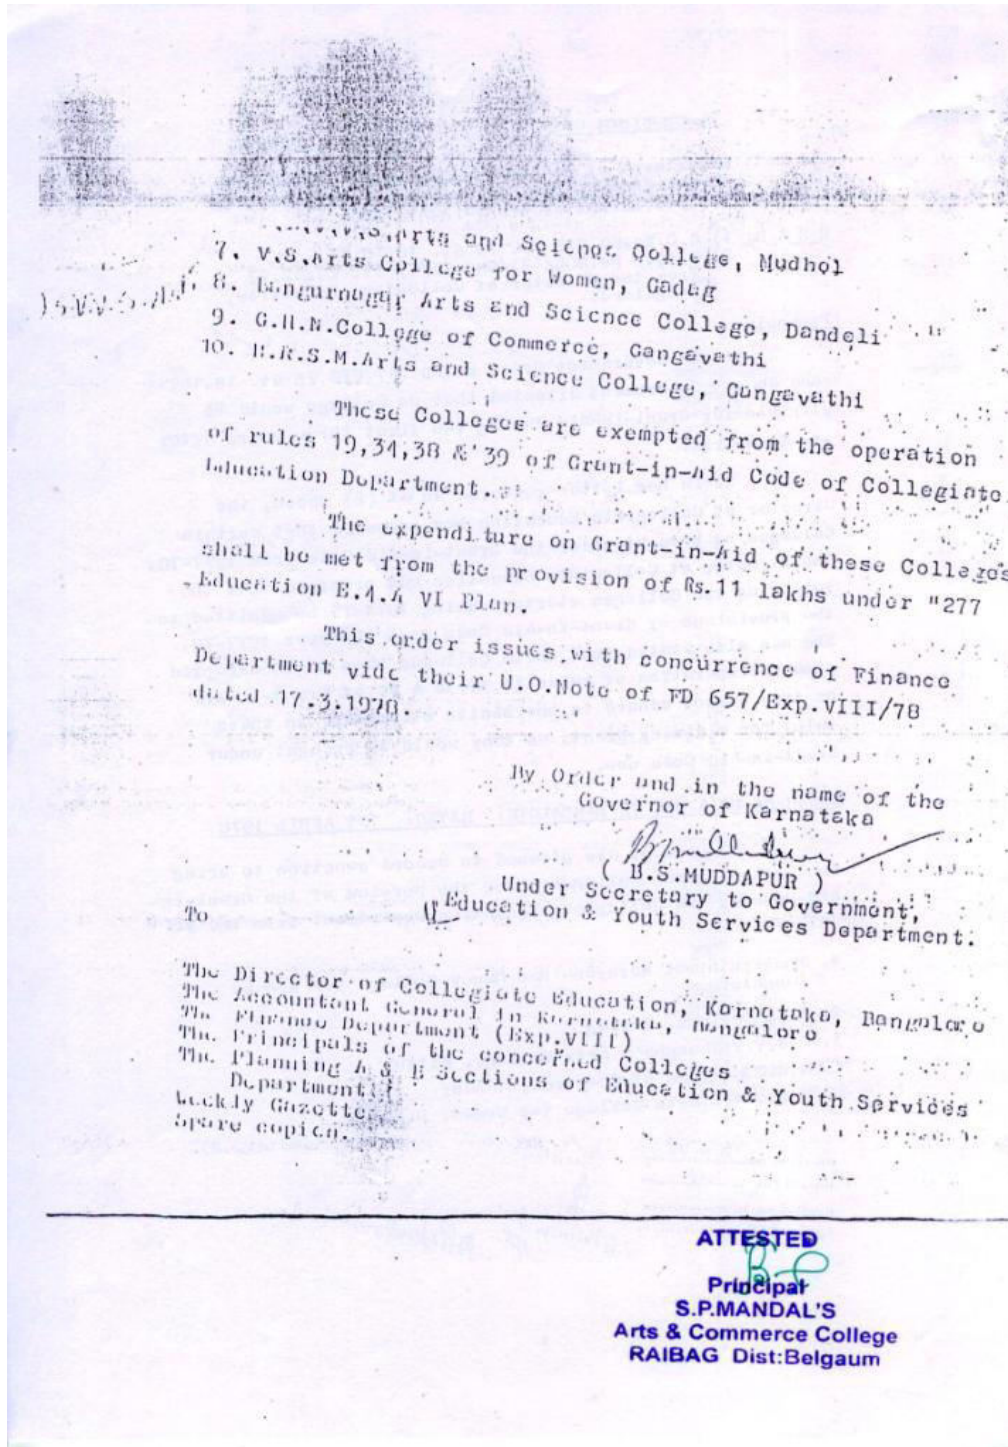 Arts and Science College, Mudhol
7. V.S.Arts College for Women, Gadag
8. Bangurnagar Arts and Science College, Dandeli
9. C.H.N.College of Commerce, Gangavathi
10. H.R.S.M.Arts and Science College, Gangavathi
These Colleges are exempted from the operation
of rules 19,34,38 & 39 of Grant-in-Aid Code of Collegiate
Education Department.
The expenditure on Grant-in-Aid of these Colleges
shall be met from the provision of Rs.11 lakhs under "277
Education E.4.A VI Plan.
This order issues with concurrence of Finance
Department vide their U.O.Note of FD 657/Exp.VIII/78
dated 17.3.1978.
By Order and in the name of the
Governor of Karnataka
( B.S.MUDDAPUR )
Under Secretary to Government,
Education & Youth Services Department.
To
The Director of Collegiate Education, Karnataka, Bangalore
The Accountant General in Karnataka, Bangalore
The Finance Department (Exp.VIII)
The Principals of the concerned Colleges
The Planning A & B Sections of Education & Youth Services
Department
Weekly Gazette
Spare copies
ATTESTED
Principal
S.P.MANDAL'S
Arts & Commerce College
RAIBAG Dist:Belgaum